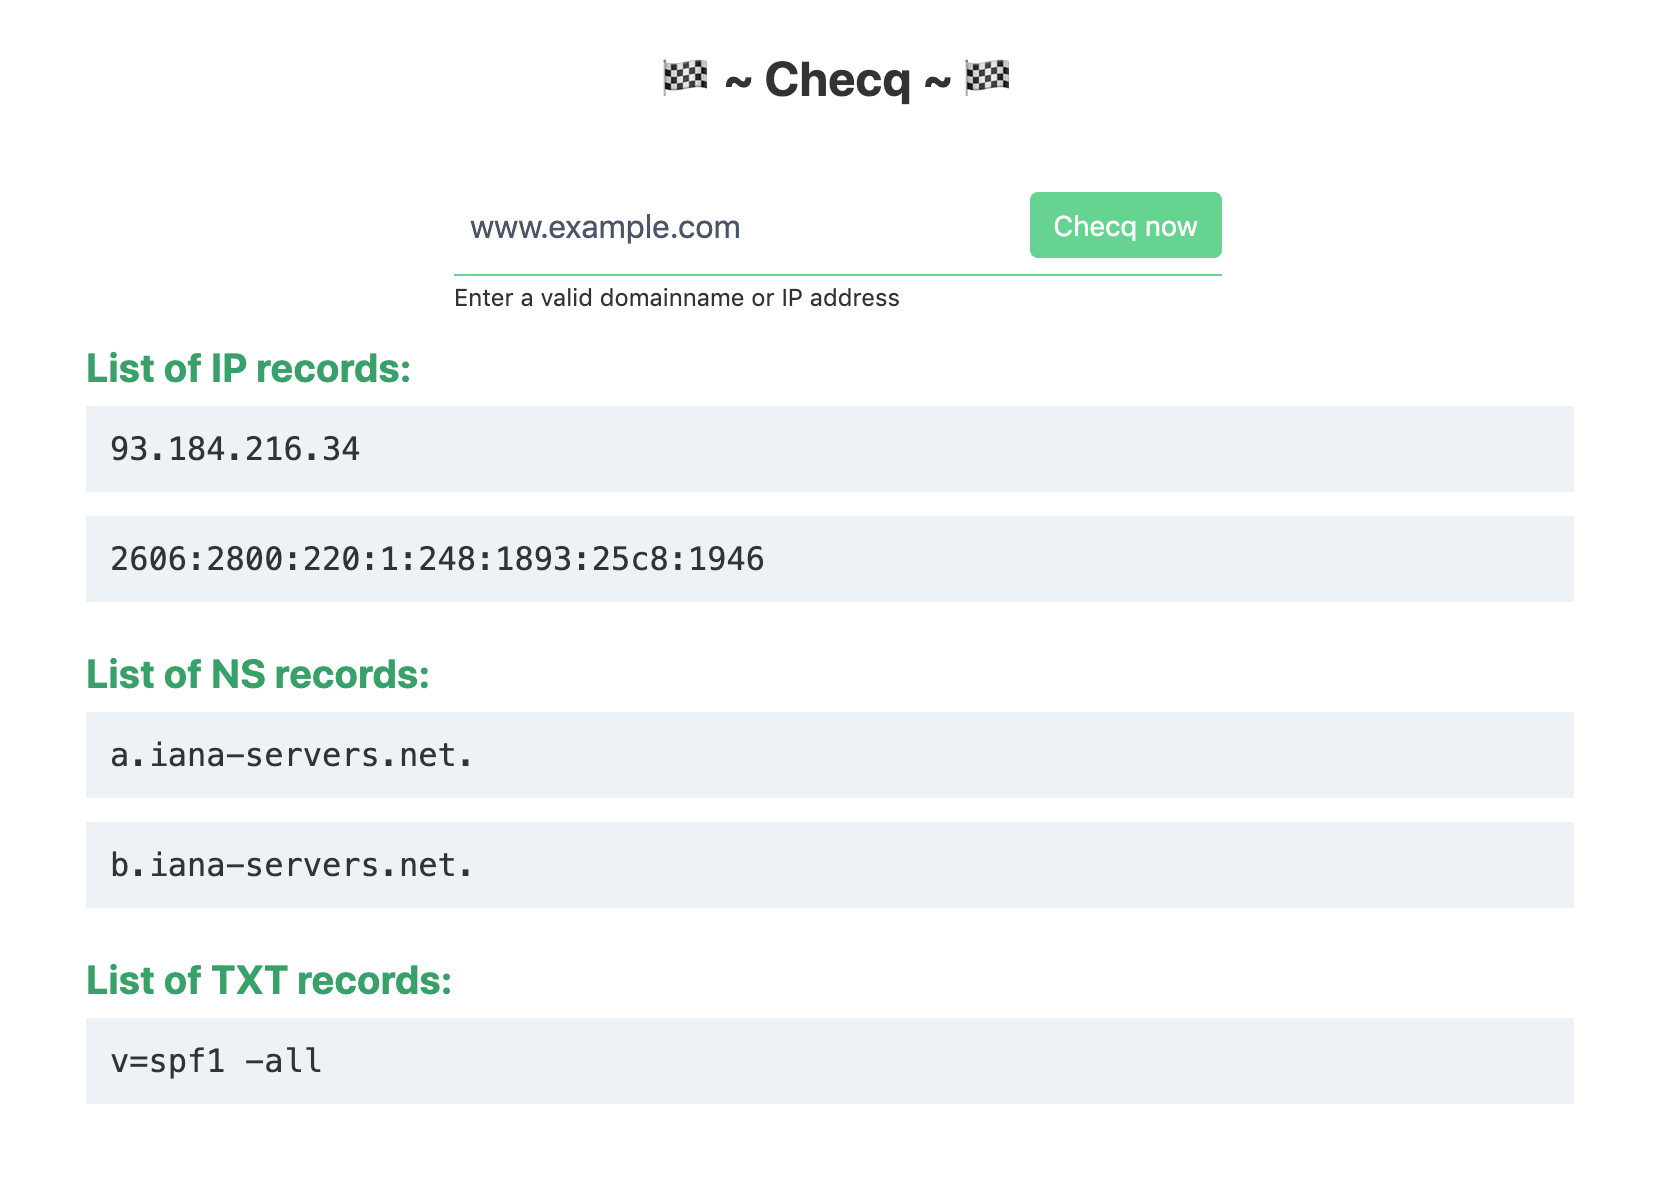 ~ Checq ~
www.example.com
Checq now
Enter a valid domainname or IP address
List of IP records:
93.184.216.34
2606:2800:220:1:248:1893:25c8:1946
List of NS records:
a.iana-servers.net.
b.iana-servers.net.
List of TXT records:
v=spf1 -all